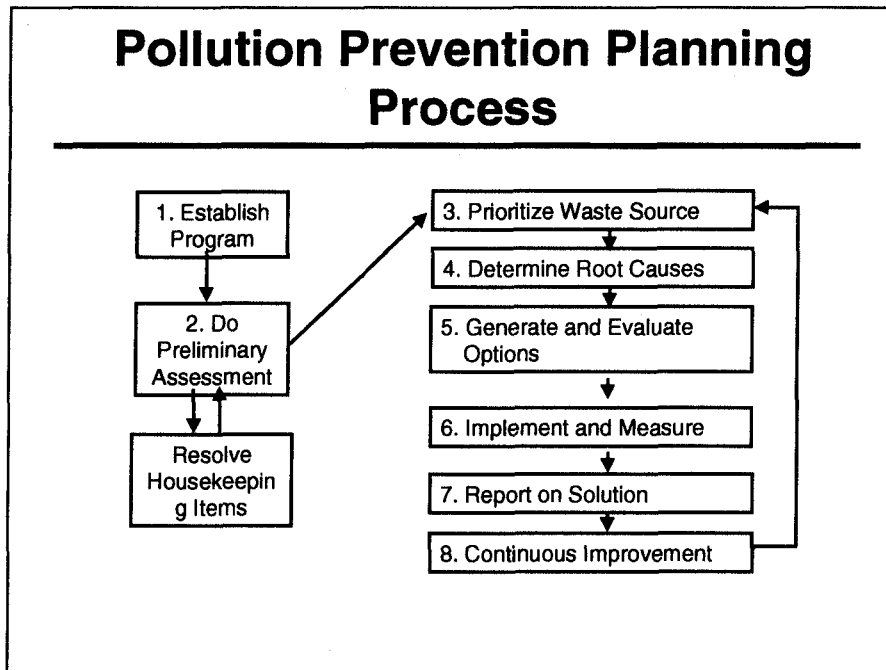 Pollution Prevention Planning
Process
1. Establish
Program
2. Do
Preliminary
Assessment
Resolve
Housekeepin
g Items
3. Prioritize Waste Source
4. Determine Root Causes
5. Generate and Evaluate
Options
6. Implement and Measure
7. Report on Solution
8. Continuous Improvement